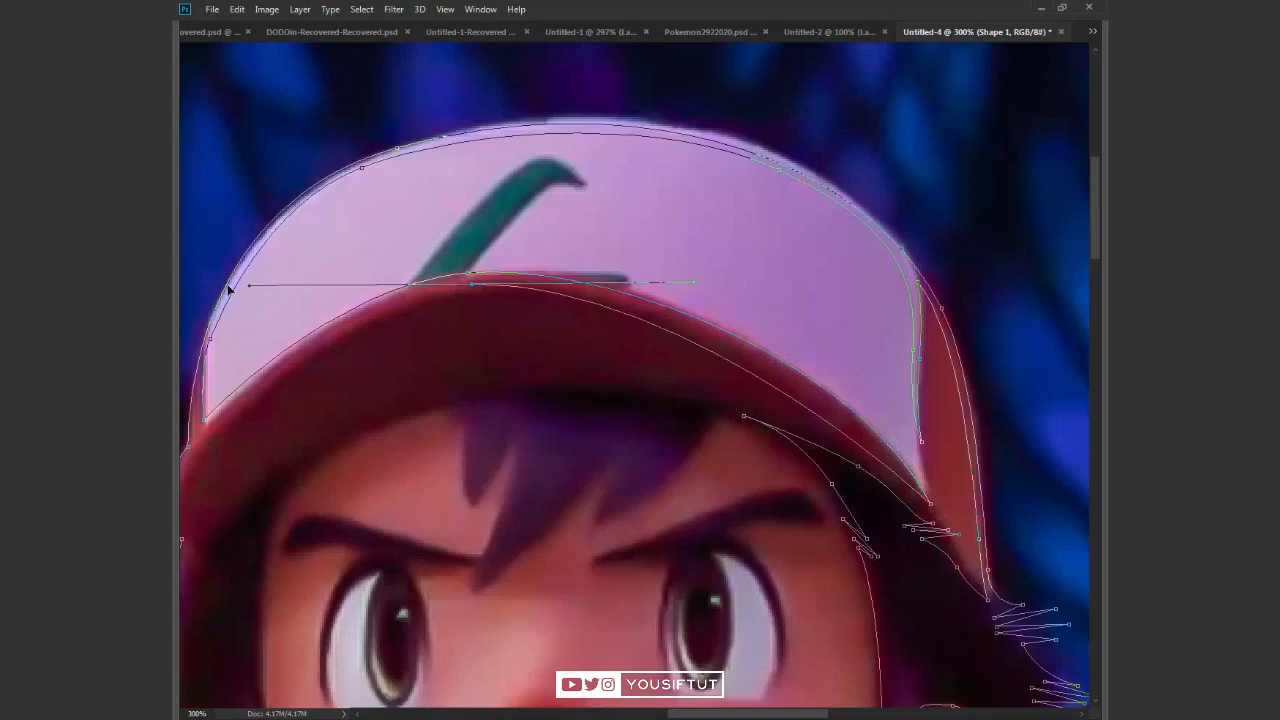 Ps File Edit Image Layer Type Select Filter 3D View Window Help
overed.psd @ ... × DODOin-Recovered-Recovered.psd × Untitled-1-Recovered ... × Untitled-1 @ 297% (La... × Pokemon2922020.psd ... × Untitled-2 @ 100% (La... × Untitled-4 @ 300% (Shape 1, RGB/8#) * ×
YOUSIFTUT
300% Doc: 4.17M/4.17M